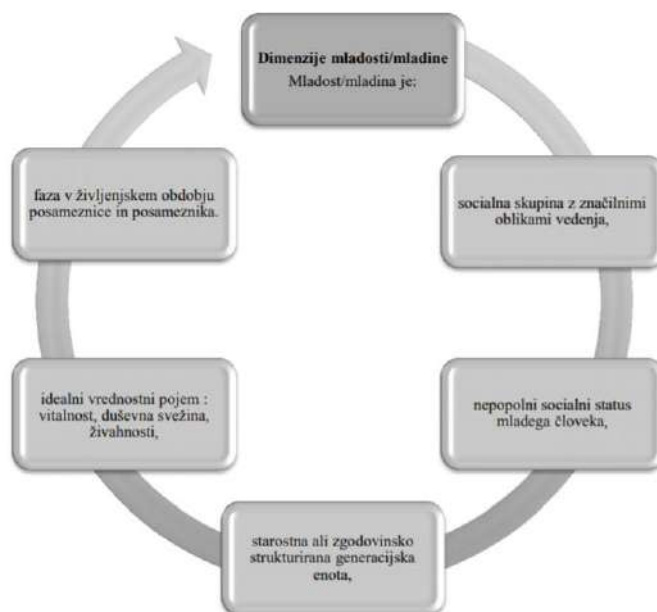 Dimenzije mladosti/mladine
Mladost/mladina je:
socialna skupina z značilnimi
oblikami vedenja,
nepopolni socialni status
mladega človeka,
starostna ali zgodovinsko
strukturirana generacijska
enota,
idealni vrednostni pojem :
vitalnost, duševna svežina,
živahnosti,
faza v življenjskem obdobju
posameznice in posameznika.